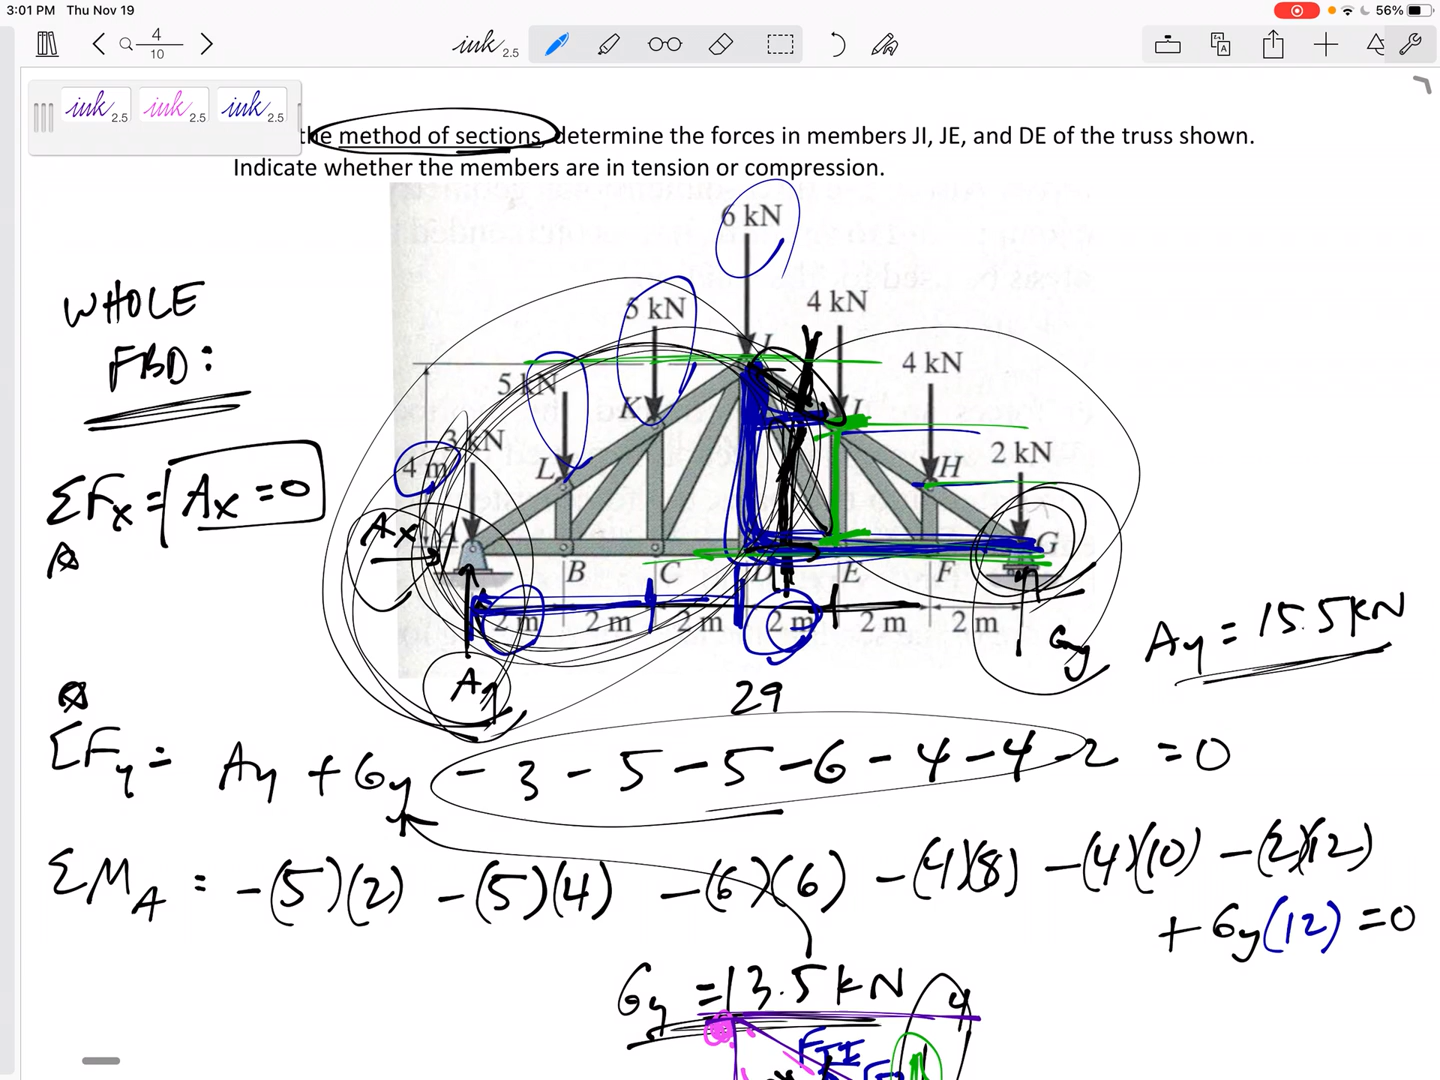 3:01 PM Thu Nov 19
56%
4
10
ink 2.5
ink 2.5 ink 2.5 ink 2.5
the method of sections, determine the forces in members JI, JE, and DE of the truss shown.
Indicate whether the members are in tension or compression.
6 kN
5 kN
4 kN
4 kN
5 kN
K
3 kN
L
H
2 kN
4 m
A
G
B
C
D
E
F
2 m
2 m
2 m
2 m
2 m
2 m
WHOLE
FBD:
ΣFx = Ax = 0
Ax
Ay
Gy
Ay = 15.5 kN
29
ΣFy = Ay + Gy - 3 - 5 - 5 - 6 - 4 - 4 - 2 = 0
ΣMA = -(5)(2) -(5)(4) -(6)(6) -(4)(8) -(4)(10) -(2)(12)
+ Gy(12) = 0
Gy = 13.5 kN
4
FJI